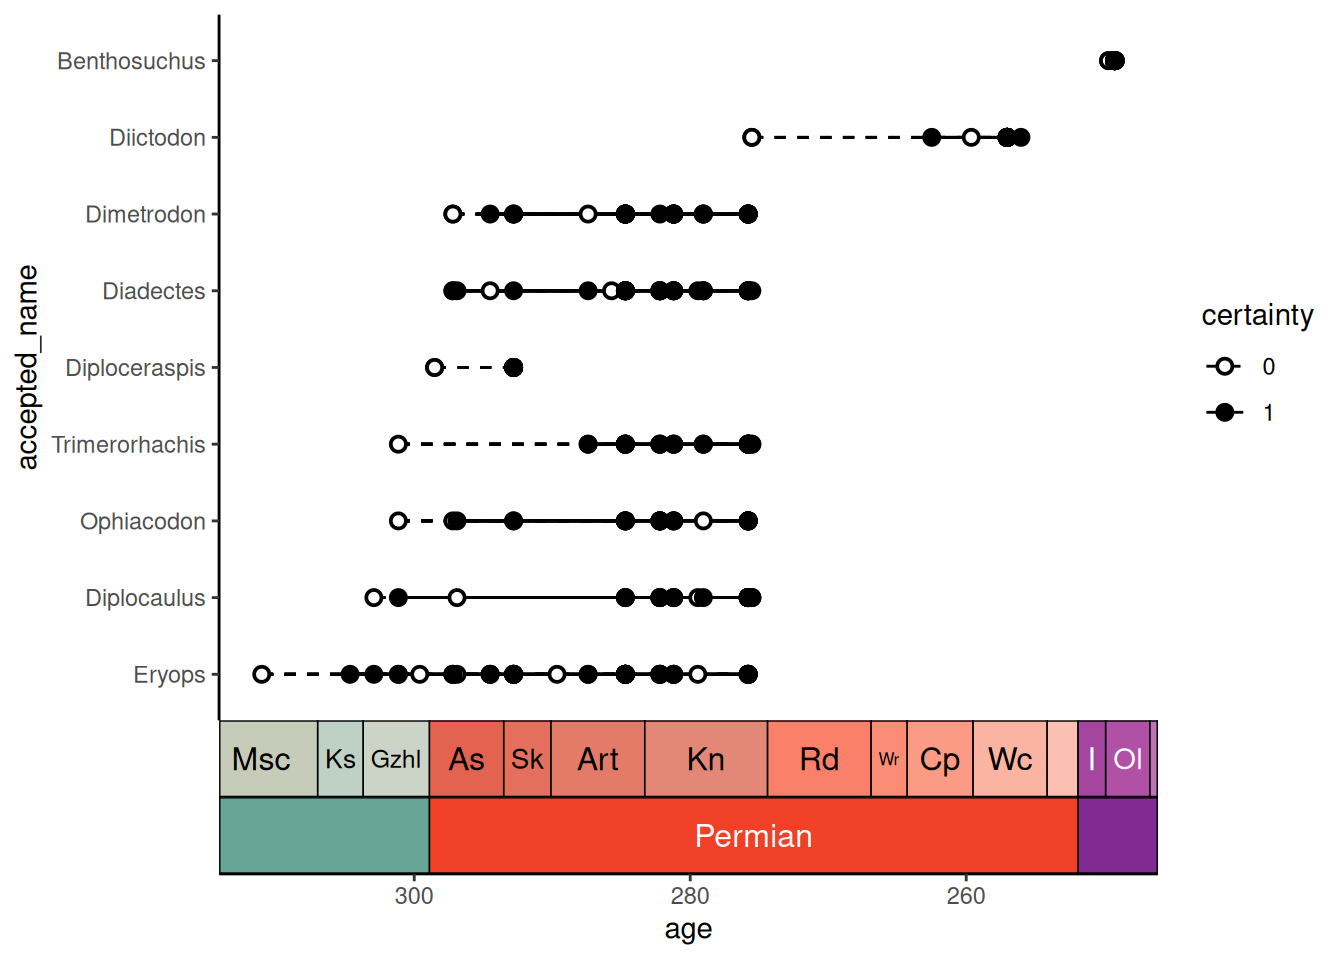 accepted_name
Benthosuchus
Diictodon
Dimetrodon
Diadectes
Diploceraspis
Trimerorhachis
Ophiacodon
Diplocaulus
Eryops
certainty
0
1
Msc Ks Gzhl As Sk Art Kn Rd Wr Cp Wc I Ol
Permian
300 280 260
age